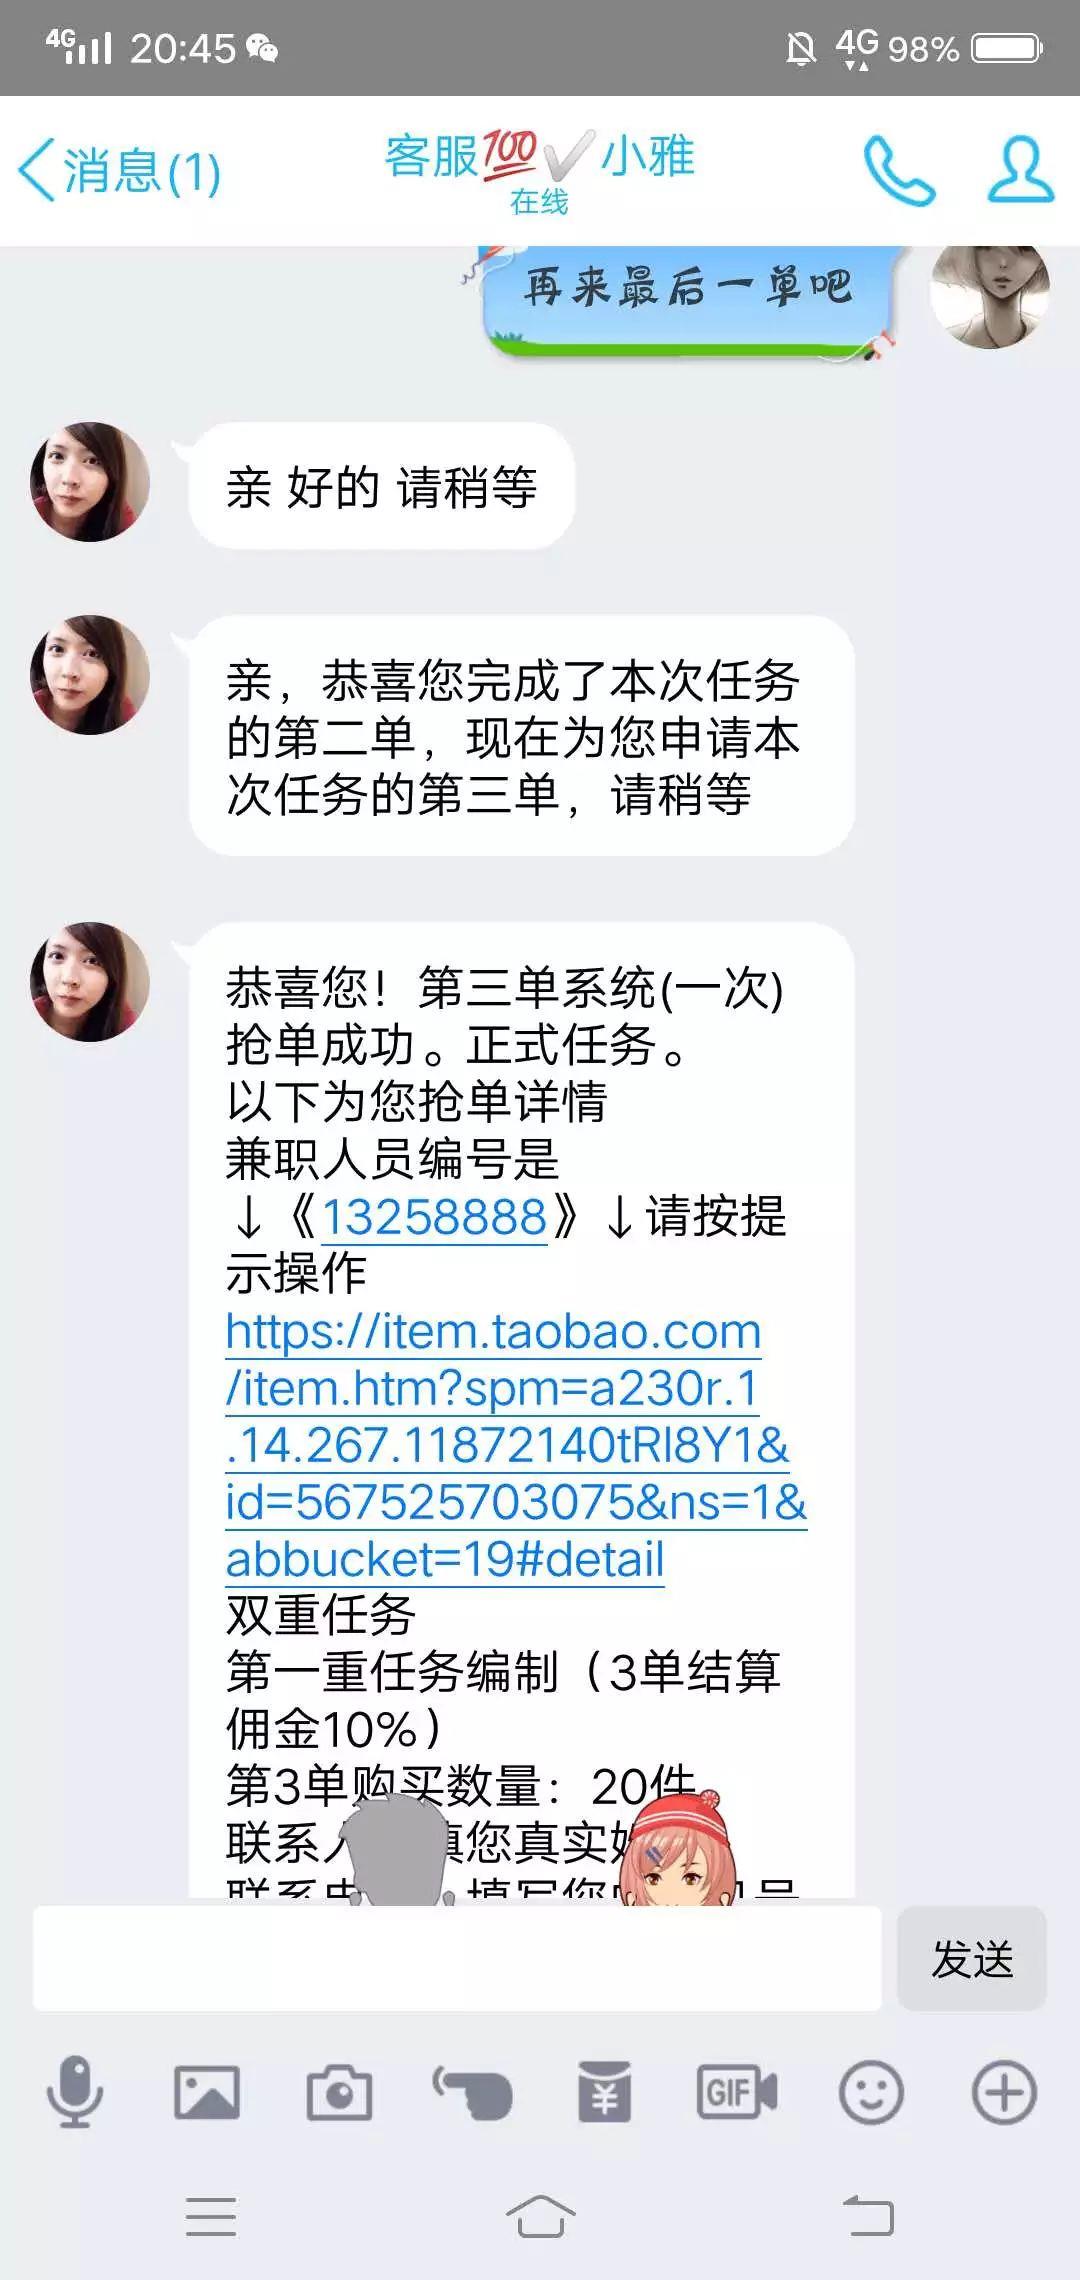 4G 20:45 4G 98%
消息(1)
客服💯✔小雅
在线
再来最后一单吧
亲 好的 请稍等
亲，恭喜您完成了本次任务
的第二单，现在为您申请本
次任务的第三单，请稍等
恭喜您！第三单系统(一次)
抢单成功。正式任务。
以下为您抢单详情
兼职人员编号是
↓《13258888》↓请按提
示操作
https://item.taobao.com
/item.htm?spm=a230r.1
.14.267.11872140tRl8Y1&
id=567525703075&ns=1&
abbucket=19#detail
双重任务
第一重任务编制（3单结算
佣金10%）
第3单购买数量：20件
联系 您真实
联系 填写您
发送
GIF